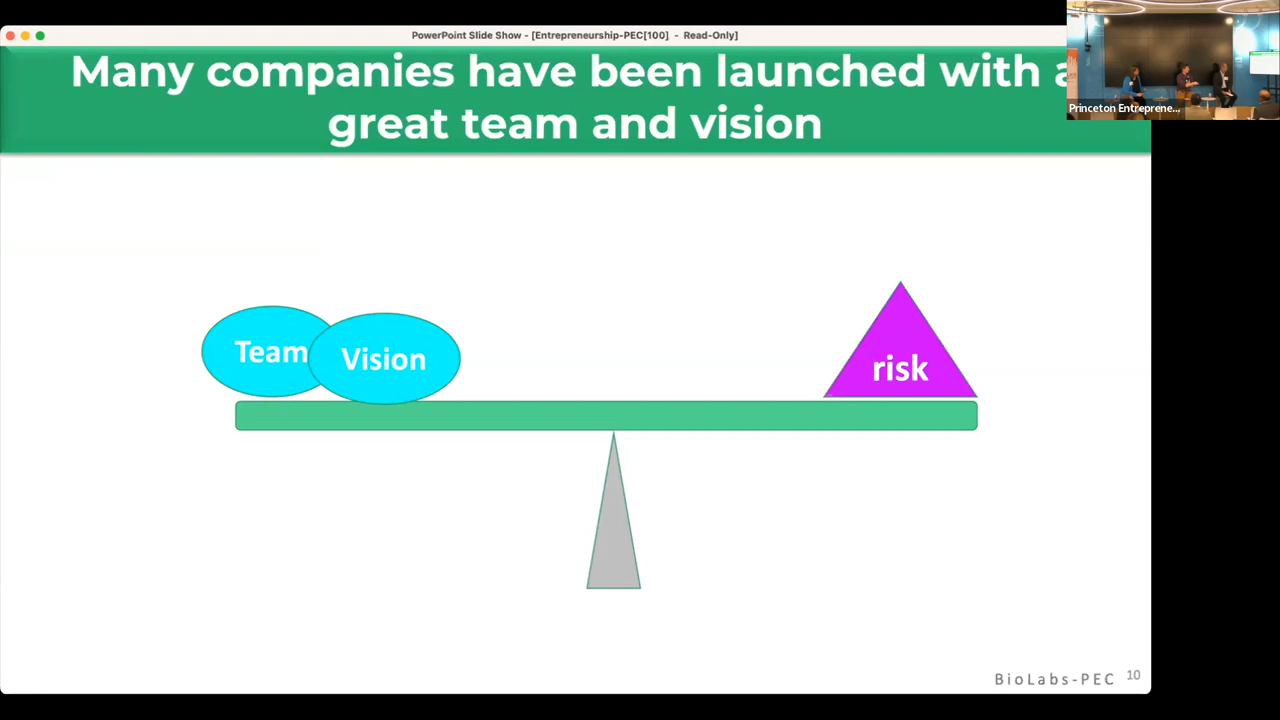 PowerPoint Slide Show - [Entrepreneurship-PEC[100] - Read-Only]
Many companies have been launched with a
great team and vision
Princeton Entreprene...
Team
Vision
risk
BioLabs-PEC 10